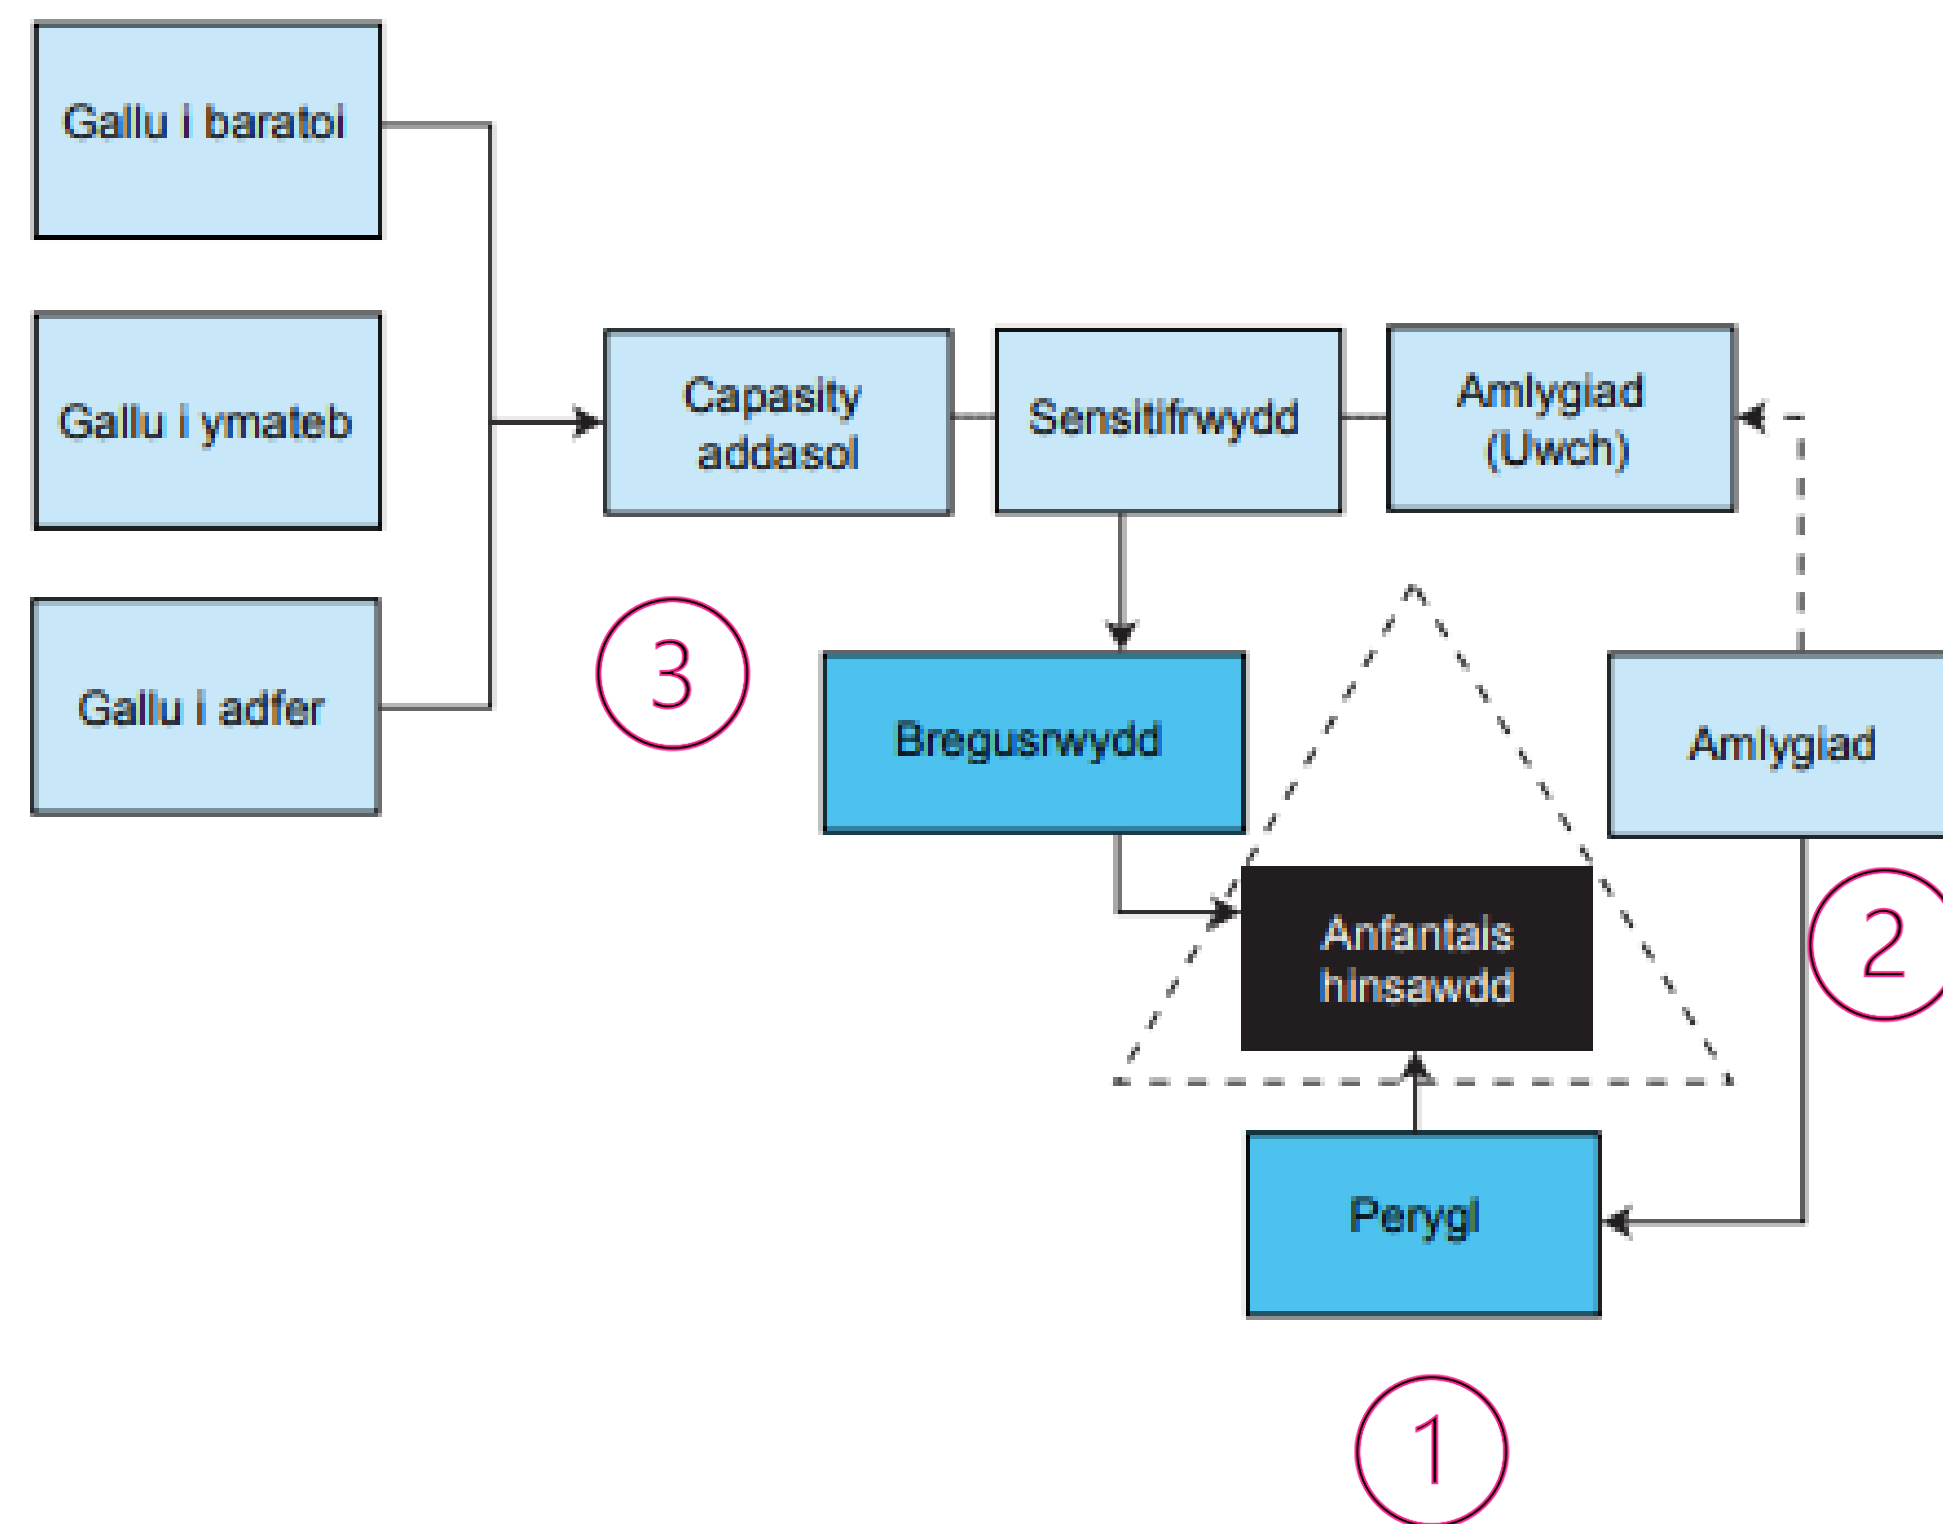 Gallu i baratoi
Gallu i ymateb
Gallu i adfer
Capasity
addasol
Sensitifrwydd
Amlygiad
(Uwch)
3
Bregusrwydd
Amlygiad
2
Anfantais
hinsawdd
Perygl
1